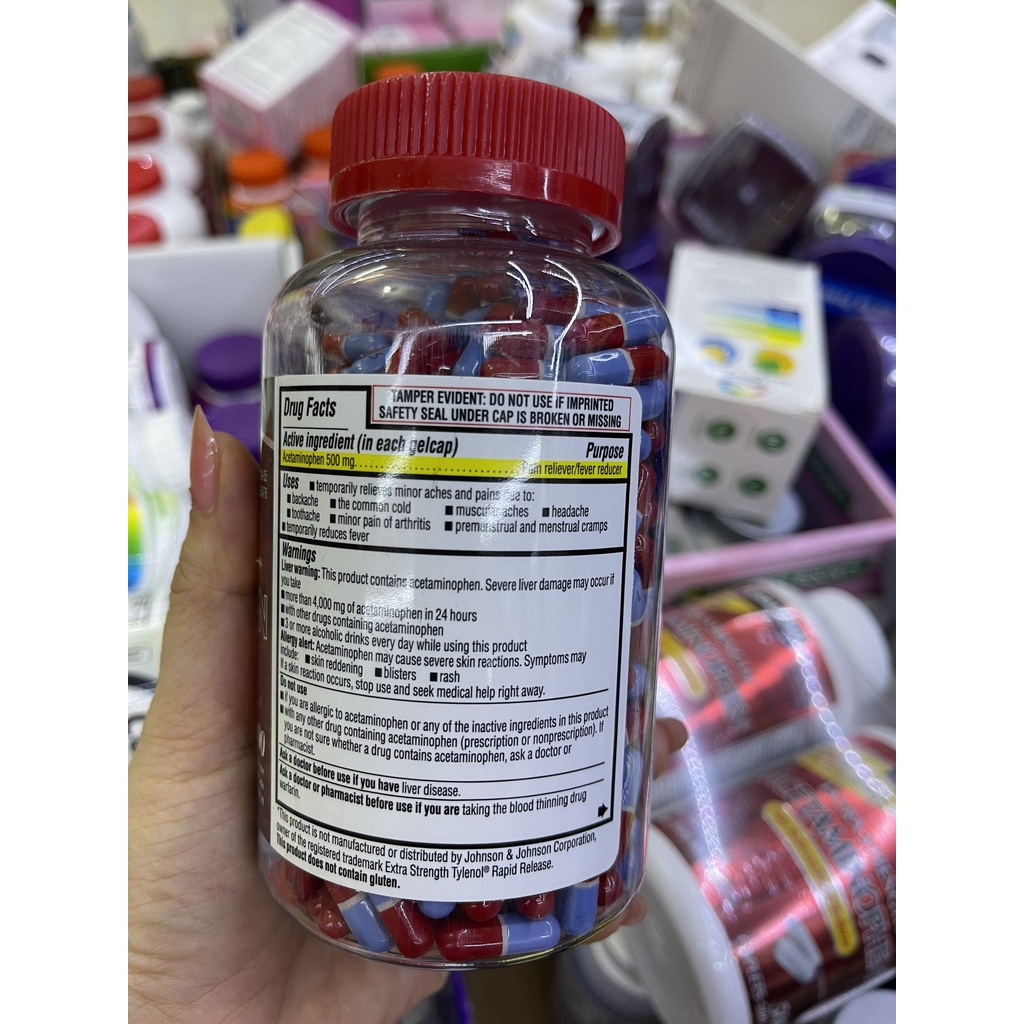 Drug Facts
TAMPER EVIDENT: DO NOT USE IF IMPRINTED
SAFETY SEAL UNDER CAP IS BROKEN OR MISSING
Active ingredient (in each gelcap)
Purpose
Acetaminophen 500 mg.......................................Pain reliever/fever reducer
Uses ■ temporarily relieves minor aches and pains due to:
■ backache ■ the common cold ■ muscular aches ■ headache
■ toothache ■ minor pain of arthritis ■ premenstrual and menstrual cramps
■ temporarily reduces fever
Warnings
Liver warning: This product contains acetaminophen. Severe liver damage may occur if
you take
■ more than 4,000 mg of acetaminophen in 24 hours
■ with other drugs containing acetaminophen
■ 3 or more alcoholic drinks every day while using this product
Allergy alert: Acetaminophen may cause severe skin reactions. Symptoms may
include: ■ skin reddening ■ blisters ■ rash
If a skin reaction occurs, stop use and seek medical help right away.
Do not use
■ if you are allergic to acetaminophen or any of the inactive ingredients in this product
■ with any other drug containing acetaminophen (prescription or nonprescription). If
you are not sure whether a drug contains acetaminophen, ask a doctor or
pharmacist.
Ask a doctor before use if you have liver disease.
Ask a doctor or pharmacist before use if you are taking the blood thinning drug
warfarin.
*This product is not manufactured or distributed by Johnson & Johnson Corporation,
owner of the registered trademark Extra Strength Tylenol® Rapid Release.
This product does not contain gluten.